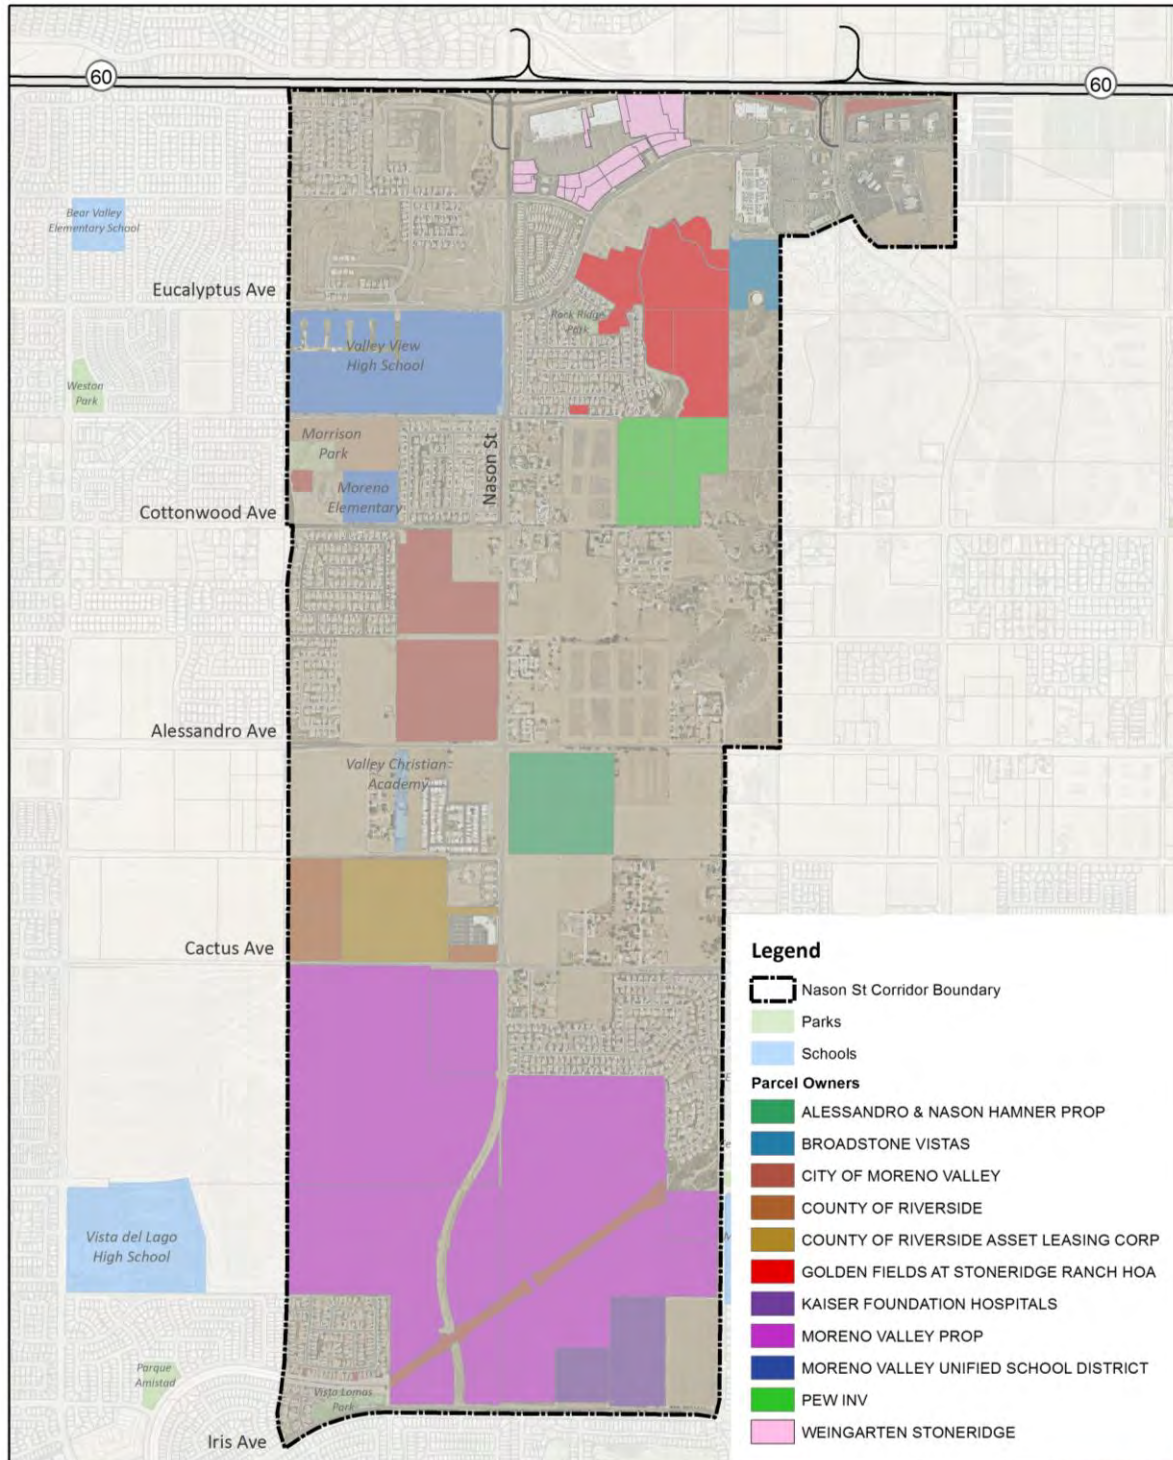 60
60
Bear Valley
Elementary School
Eucalyptus Ave
Rock Ridge
Park
Valley View
High School
Weston
Park
Morrison
Park
Nason St
Moreno
Elementary
Cottonwood Ave
Alessandro Ave
Valley Christian
Academy
Cactus Ave
Vista del Lago
High School
Parque
Amistad
Vista Lomas
Park
Iris Ave
Legend
Nason St Corridor Boundary
Parks
Schools
Parcel Owners
ALESSANDRO & NASON HAMNER PROP
BROADSTONE VISTAS
CITY OF MORENO VALLEY
COUNTY OF RIVERSIDE
COUNTY OF RIVERSIDE ASSET LEASING CORP
GOLDEN FIELDS AT STONERIDGE RANCH HOA
KAISER FOUNDATION HOSPITALS
MORENO VALLEY PROP
MORENO VALLEY UNIFIED SCHOOL DISTRICT
PEW INV
WEINGARTEN STONERIDGE